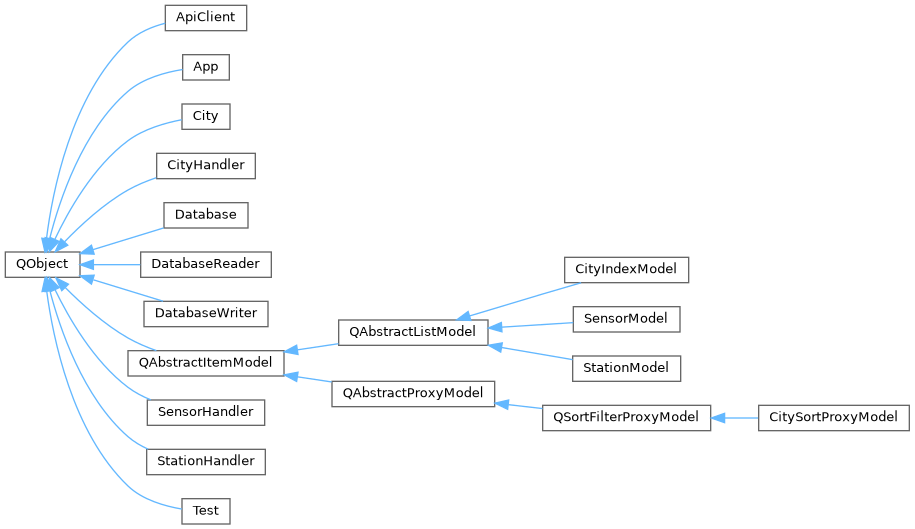 ApiClient
App
City
CityHandler
Database
QObject
DatabaseReader
CityIndexModel
DatabaseWriter
SensorModel
QAbstractListModel
QAbstractItemModel
StationModel
QAbstractProxyModel
SensorHandler
QSortFilterProxyModel
CitySortProxyModel
StationHandler
Test